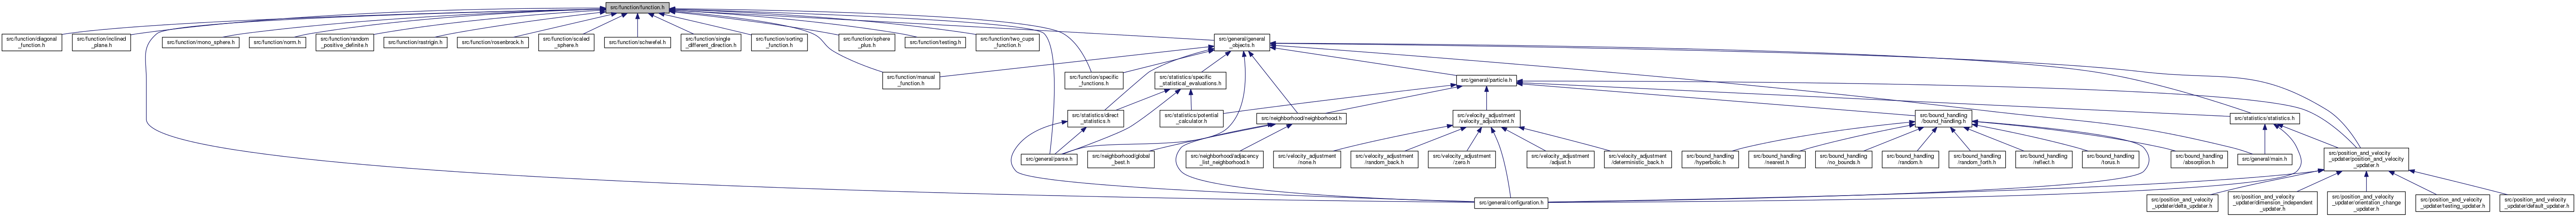 src/function/function.h
src/function/diagonal
_function.h
src/function/inclined
_plane.h
src/function/mono_sphere.h
src/function/norm.h
src/function/random
_positive_definite.h
src/function/rastrigin.h
src/function/rosenbrock.h
src/function/scaled
_sphere.h
src/function/schwefel.h
src/function/single
_different_direction.h
src/function/sorting
_function.h
src/function/sphere
_plus.h
src/function/testing.h
src/function/two_cups
_function.h
src/general/general
_objects.h
src/function/manual
_function.h
src/function/specific
_functions.h
src/statistics/specific
_statistical_evaluations.h
src/general/particle.h
src/statistics/direct
_statistics.h
src/statistics/potential
_calculator.h
src/neighborhood/neighborhood.h
src/velocity_adjustment
/velocity_adjustment.h
src/bound_handling
/bound_handling.h
src/statistics/statistics.h
src/general/parse.h
src/neighborhood/global
_best.h
src/neighborhood/adjacency
_list_neighborhood.h
src/velocity_adjustment
/none.h
src/velocity_adjustment
/random_back.h
src/velocity_adjustment
/zero.h
src/velocity_adjustment
/adjust.h
src/velocity_adjustment
/deterministic_back.h
src/bound_handling
/hyperbolic.h
src/bound_handling
/nearest.h
src/bound_handling
/no_bounds.h
src/bound_handling
/random.h
src/bound_handling
/random_forth.h
src/bound_handling
/reflect.h
src/bound_handling
/torus.h
src/bound_handling
/absorption.h
src/general/main.h
src/position_and_velocity
_updater/position_and_velocity
_updater.h
src/general/configuration.h
src/position_and_velocity
_updater/delta_updater.h
src/position_and_velocity
_updater/dimension_independent
_updater.h
src/position_and_velocity
_updater/orientation_change
_updater.h
src/position_and_velocity
_updater/testing_updater.h
src/position_and_velocity
_updater/default_updater.h